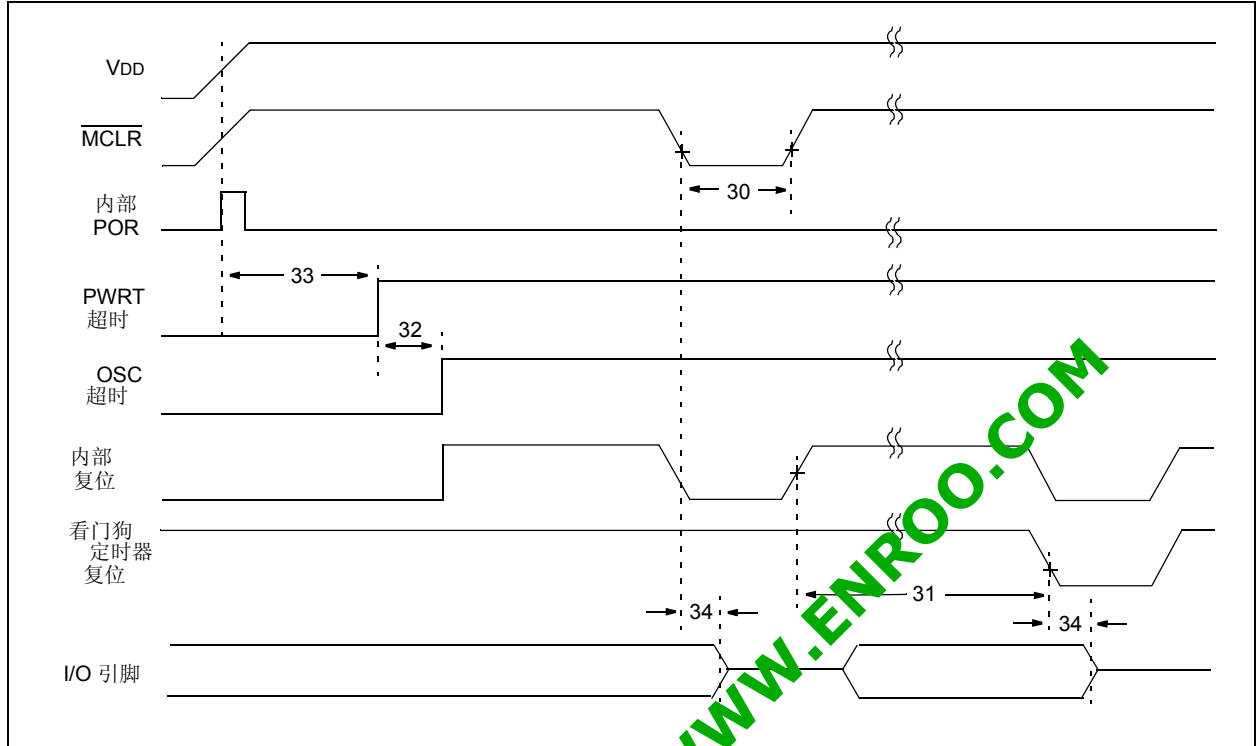 VDD
MCLR
30
内部
POR
33
PWRT
超时
32
OSC
超时
内部
复位
看门狗
定时器
复位
31
34
34
I/O 引脚
WWW.ENROO.COM